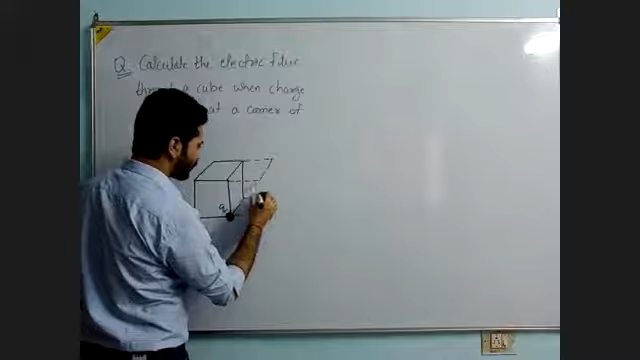 Q Calculate the electric flux
through a cube when charge
at a corner of
q